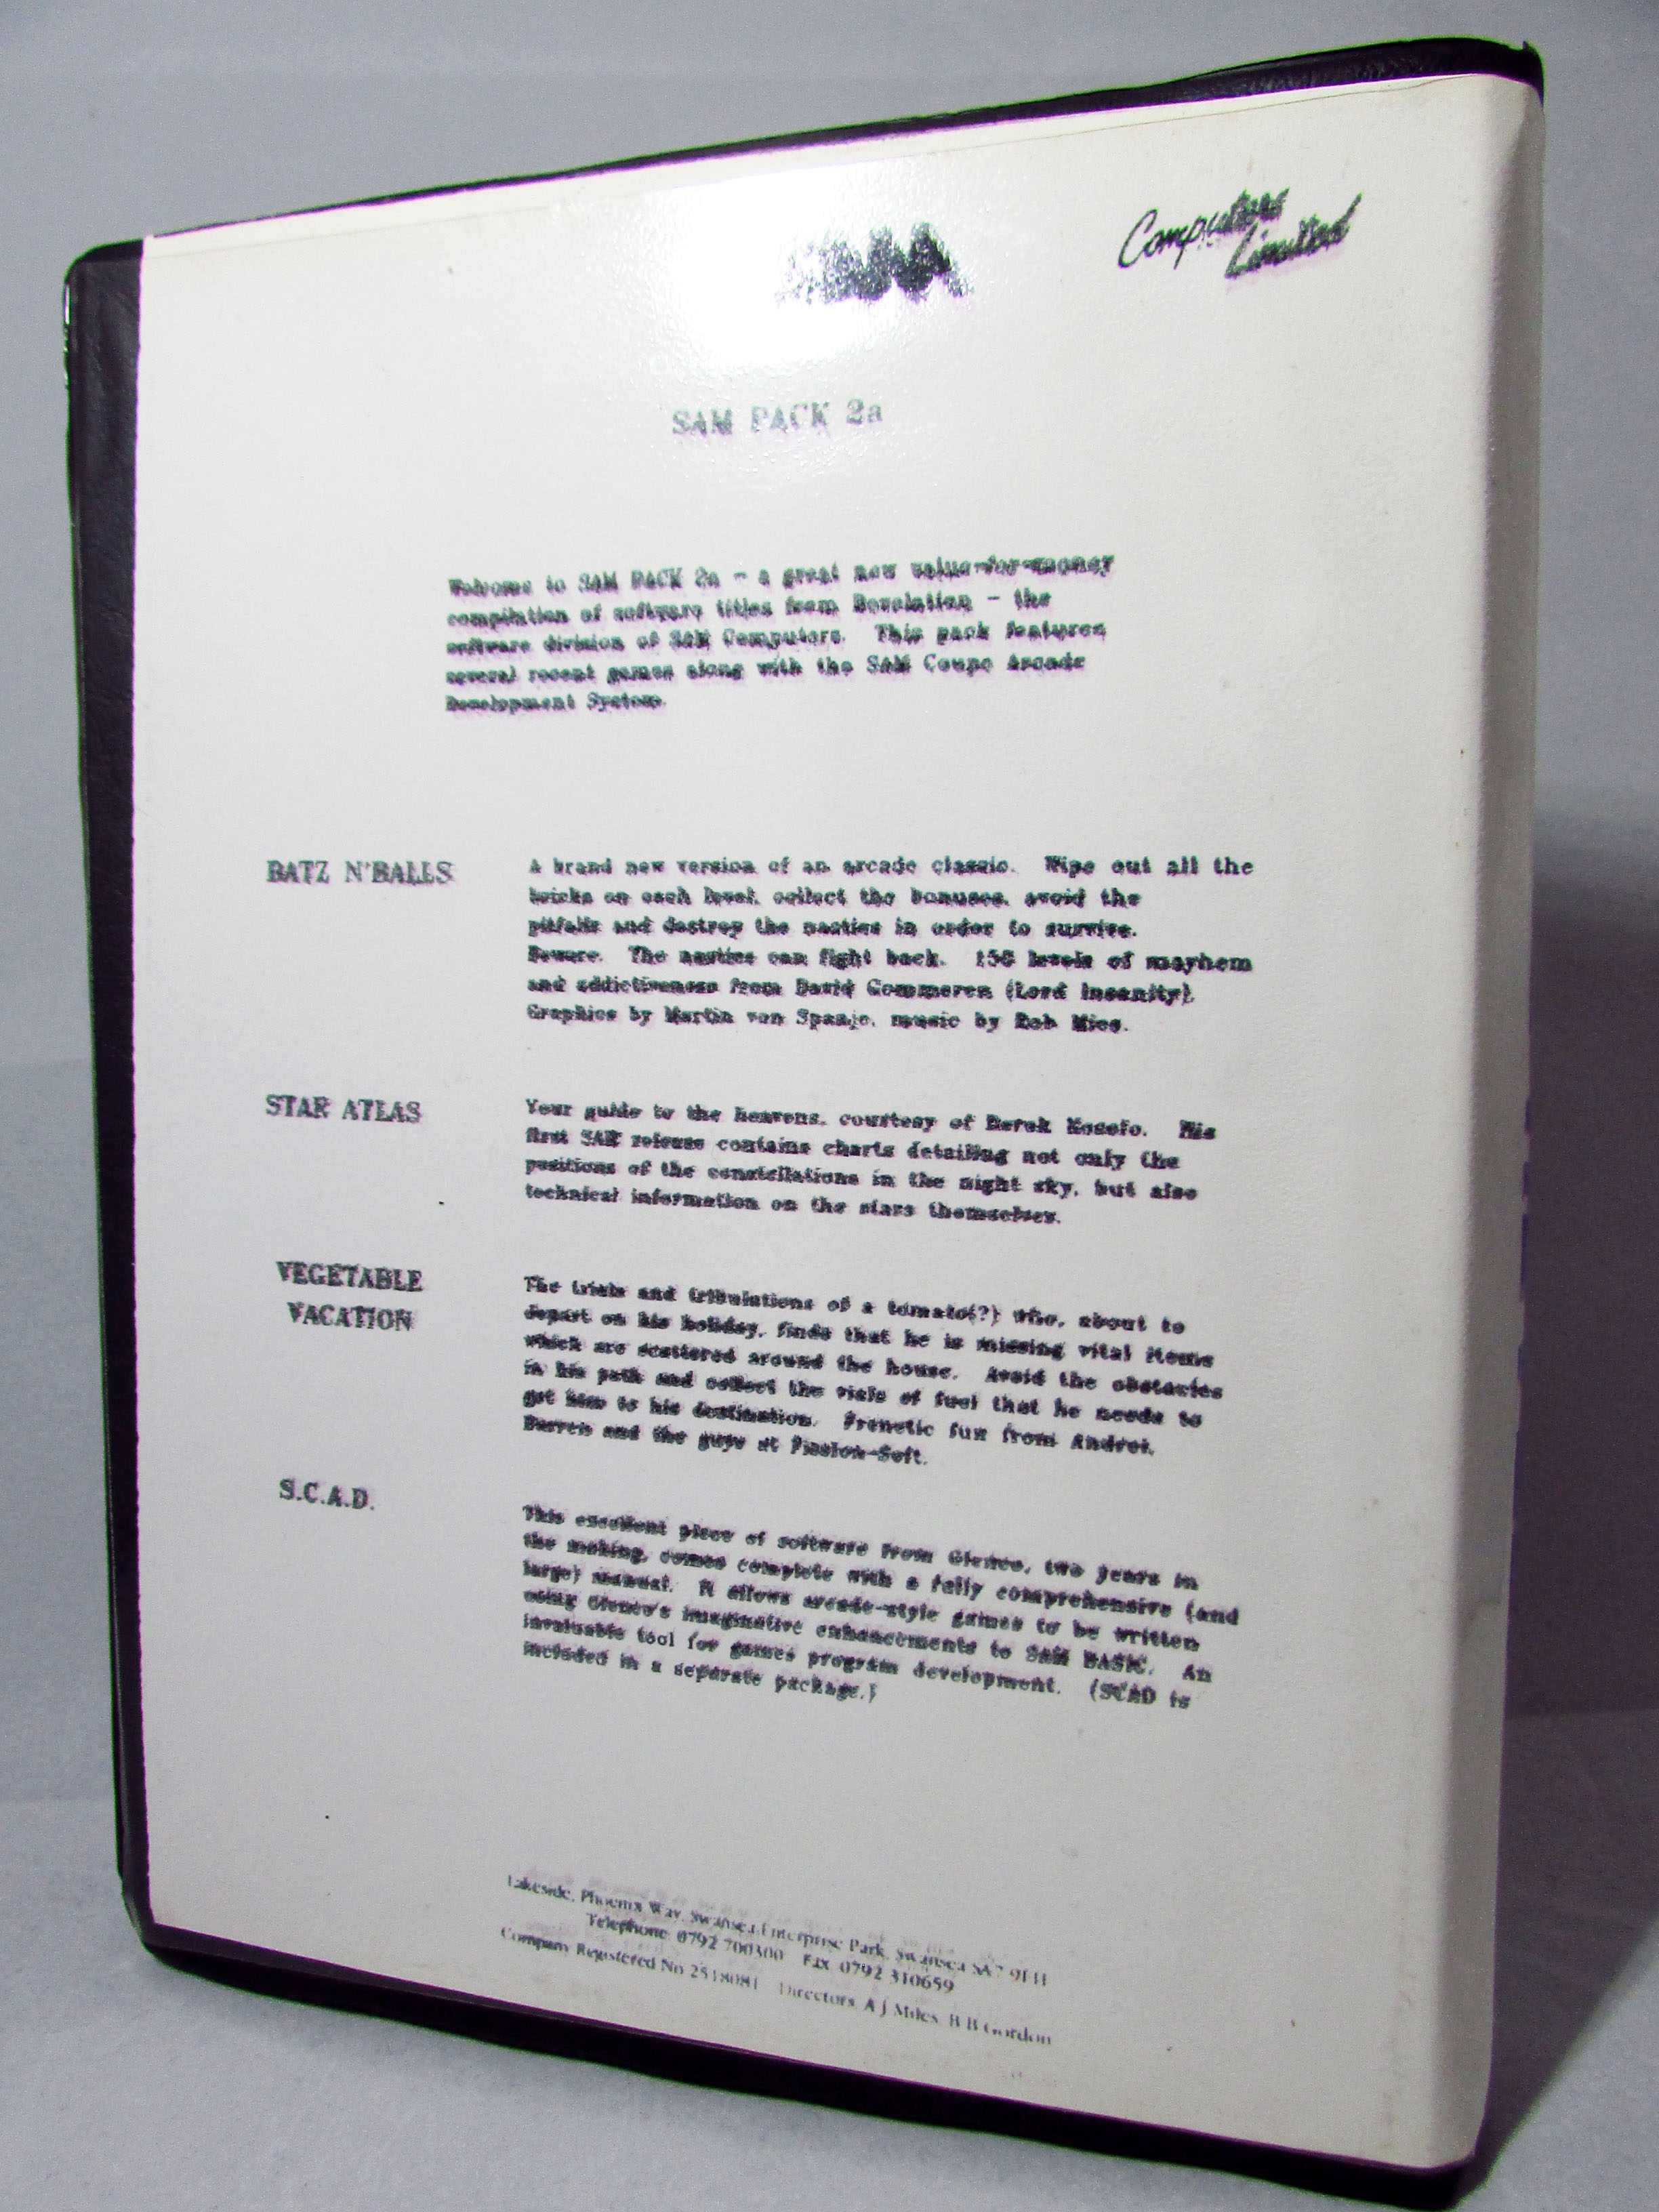 SAM
Computers
Limited
SAM PACK 2a
Welcome to SAM PACK 2a - a great new value-for-money
compilation of software titles from Revelation - the
software division of SAM Computers. This pack features
several recent games along with the SAM Coupe Arcade
Development System.
BATZ N'BALLS
A brand new version of an arcade classic. Wipe out all the
bricks on each level, collect the bonuses, avoid the
pitfalls and destroy the nasties in order to survive.
Beware. The nasties can fight back. 150 levels of mayhem
and addictiveness from David Gommeren (Lord Insanity).
Graphics by Martin van Spanje, music by Rob Mies.
STAR ATLAS
Your guide to the heavens, courtesy of Derek His
first SAM release contains charts detailing not only the
positions of the constellations in the night sky, but also
technical information on the stars themselves.
VEGETABLE
VACATION
The trials and tribulations of a tomato(?) who, about to
depart on his holiday, finds that he is missing vital items
which are scattered around the house. Avoid the obstacles
in his path and collect the vials of fuel that he needs to
get him to his destination. Frenetic fun from Andrei,
Darren and the guys at Fussion-Soft.
S.C.A.D.
This excellent piece of software from Glenco, two years in
the making, comes complete with a fully comprehensive (and
large) manual. It allows arcade-style games to be written
using Glenco's imaginative enhancements to SAM BASIC. An
invaluable tool for games program development. (SCAD is
included in a separate package.)
Lakeside, Phoenix Way, Swansea Enterprise Park, Swansea SA7 9EH
Telephone 0792 700300 Fax 0792 310659
Company Registered No 2518081 Directors A J Miles B B Gordon